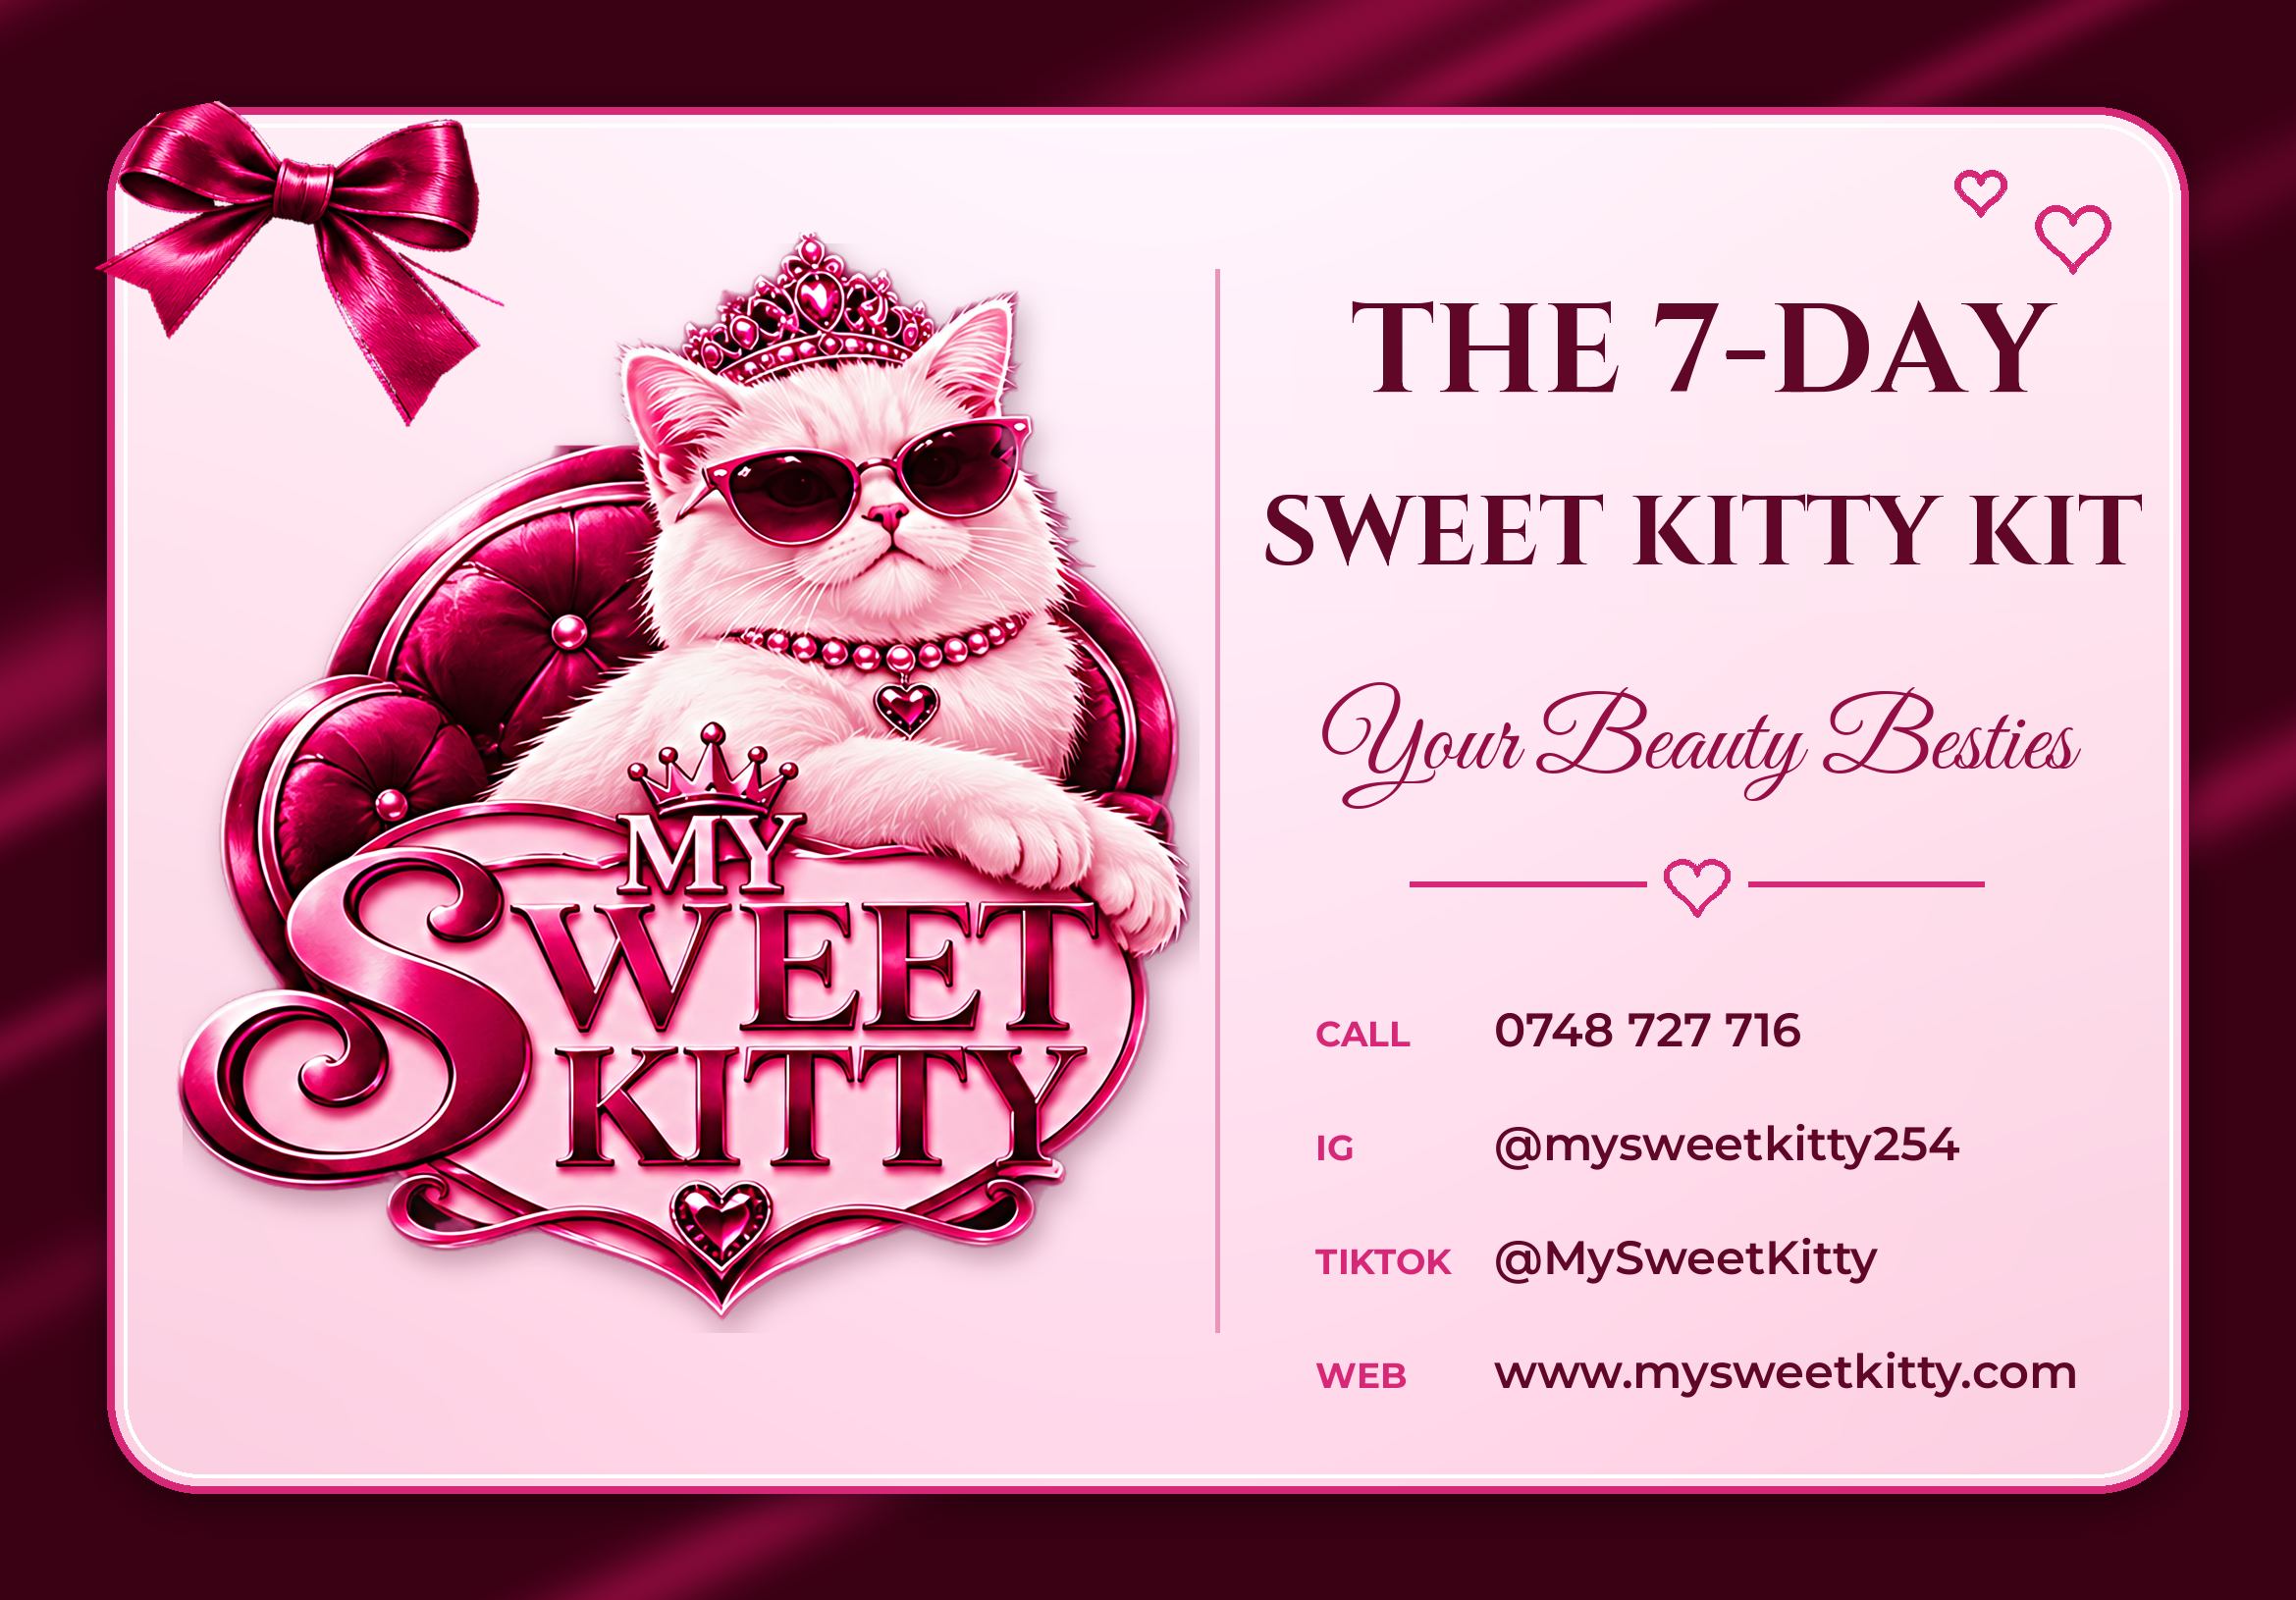 MY
SWEET
KITTY
THE 7-DAY
SWEET KITTY KIT
Your Beauty Besties
CALL 0748 727 716
IG @mysweetkitty254
TIKTOK @MySweetKitty
WEB www.mysweetkitty.com